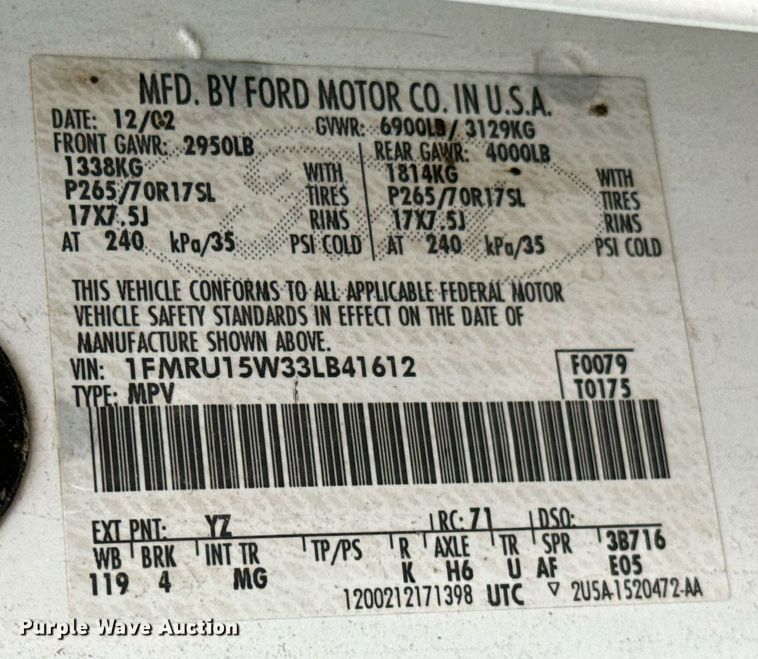 MFD. BY FORD MOTOR CO. IN U.S.A.
DATE: 12/02 GVWR: 6900LB/ 3129KG
FRONT GAWR: 2950LB REAR GAWR: 4000LB
1338KG WITH 1814KG WITH
P265/70R17SL TIRES P265/70R17SL TIRES
17X7.5J RIMS 17X7.5J RIMS
AT 240 kPa/35 PSI COLD AT 240 kPa/35 PSI COLD
THIS VEHICLE CONFORMS TO ALL APPLICABLE FEDERAL MOTOR
VEHICLE SAFETY STANDARDS IN EFFECT ON THE DATE OF
MANUFACTURE SHOWN ABOVE.
VIN: 1FMRU15W33LB41612 F0079
TYPE: MPV T0175
EXT PNT: YZ RC: 71 DSO:
WB BRK INT TR TP/PS R AXLE TR SPR 3B716
119 4 MG K H6 U AF E05
1200212171398 UTC ▽ 2U5A-1520472-AA
Purple Wave Auction